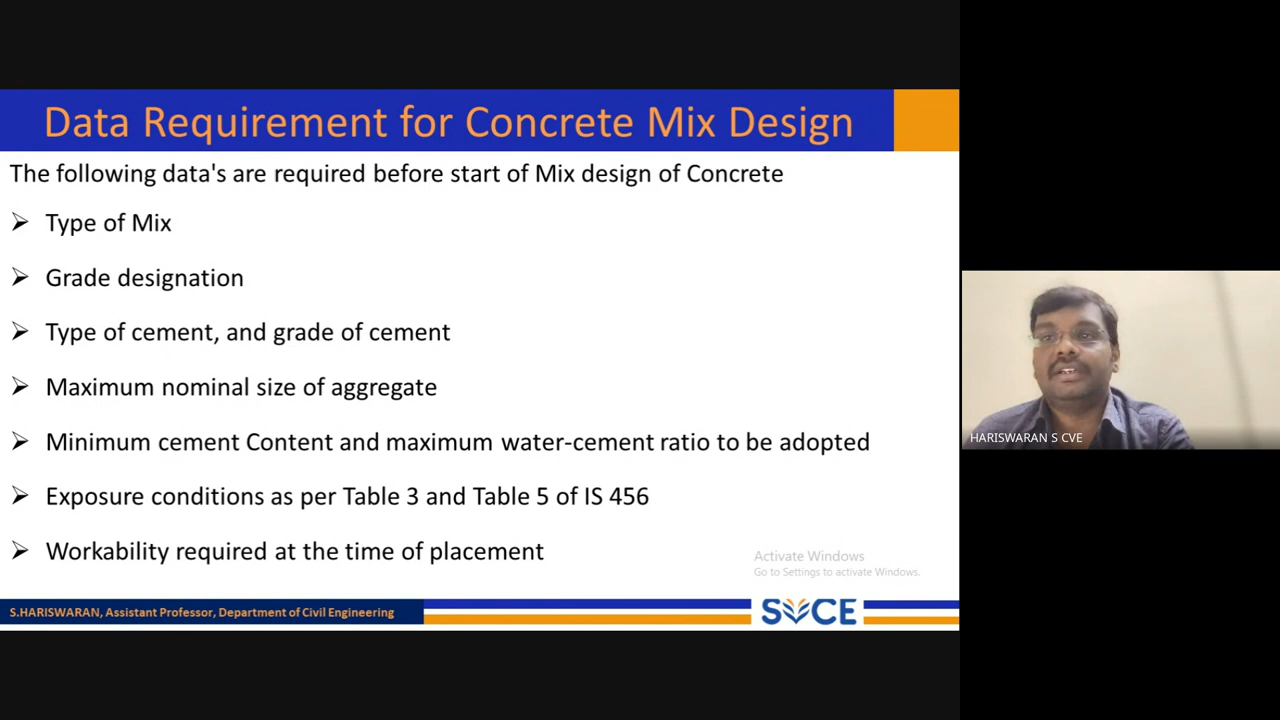 Data Requirement for Concrete Mix Design
The following data's are required before start of Mix design of Concrete
Type of Mix
Grade designation
Type of cement, and grade of cement
Maximum nominal size of aggregate
Minimum cement Content and maximum water-cement ratio to be adopted
Exposure conditions as per Table 3 and Table 5 of IS 456
Workability required at the time of placement
Activate Windows
Go to Settings to activate Windows.
S.HARISWARAN, Assistant Professor, Department of Civil Engineering
SVCE
HARISWARAN S CVE